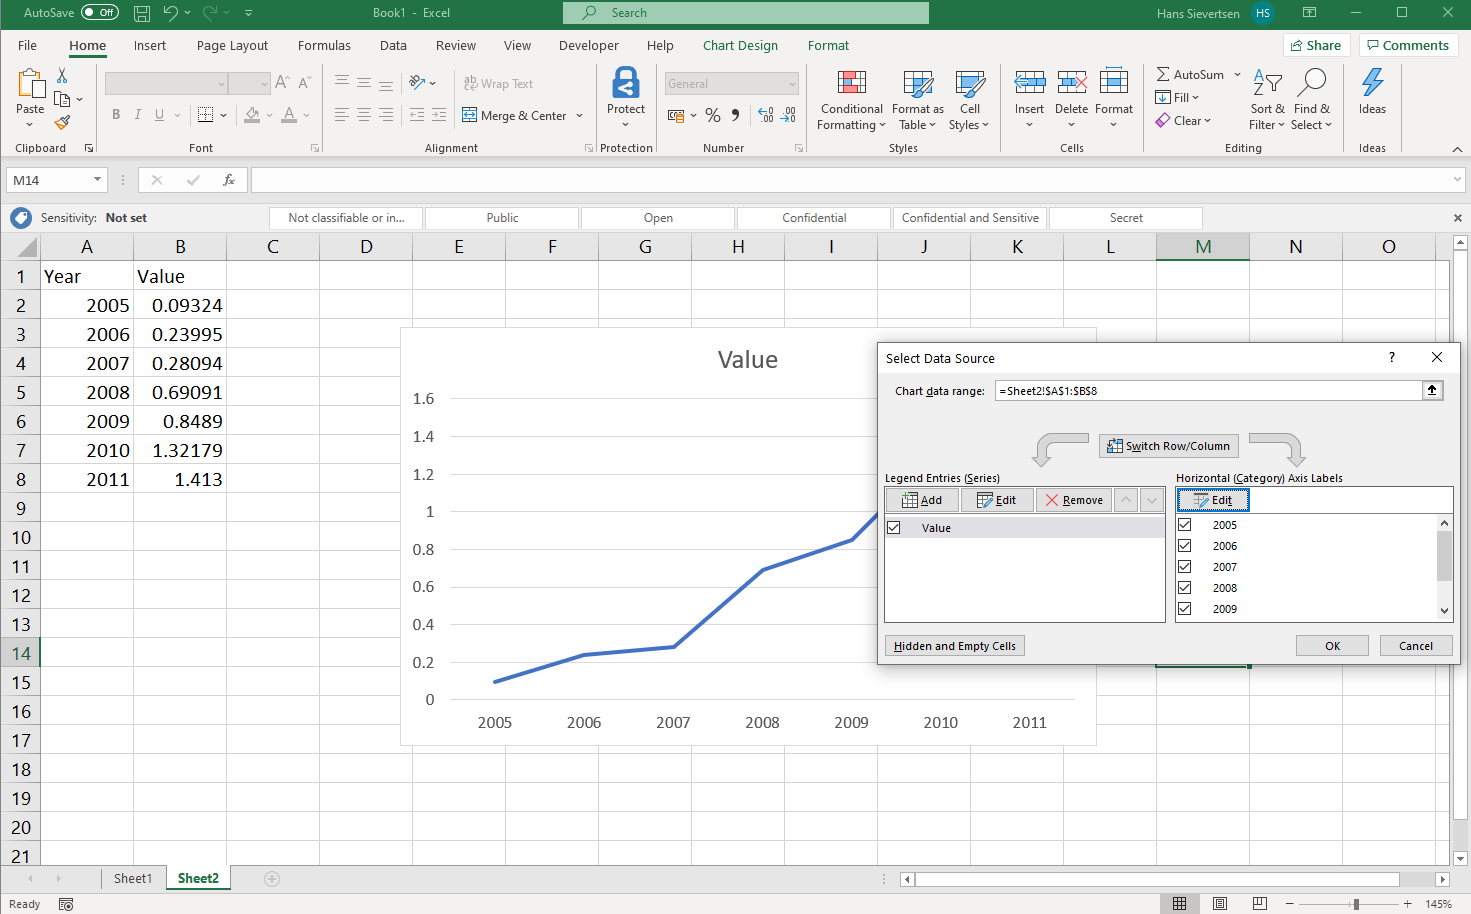 AutoSave Off Book1 - Excel Search Hans Sievertsen HS
File Home Insert Page Layout Formulas Data Review View Developer Help Chart Design Format Share Comments
Paste
Clipboard
B I U A A A
Font
ab Wrap Text
Merge & Center
Alignment
Protect
Protection
General
% 9 .00 .00
Number
Conditional Formatting
Format as Table
Cell Styles
Styles
Insert Delete Format
Cells
AutoSum
Fill
Clear
Sort & Filter
Find & Select
Editing
Ideas
Ideas
M14 fx
Sensitivity: Not set Not classifiable or in... Public Open Confidential Confidential and Sensitive Secret
A B C D E F G H I J K L M N O
1 Year Value
2 2005 0.09324
3 2006 0.23995
4 2007 0.28094
5 2008 0.69091
6 2009 0.8489
7 2010 1.32179
8 2011 1.413
9
10
11
12
13
14
15
16
17
18
19
20
21
Value
1.6
1.4
1.2
1
0.8
0.6
0.4
0.2
0
2005 2006 2007 2008 2009 2010 2011
Select Data Source ?
Chart data range: =Sheet2!$A$1:$B$8
Switch Row/Column
Legend Entries (Series)
Add Edit Remove
Value
Horizontal (Category) Axis Labels
Edit
2005
2006
2007
2008
2009
Hidden and Empty Cells OK Cancel
Sheet1 Sheet2
Ready 145%